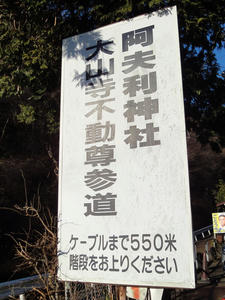 阿夫利神社
大山寺不動尊参道
ケーブルまで550米
階段をお上りください